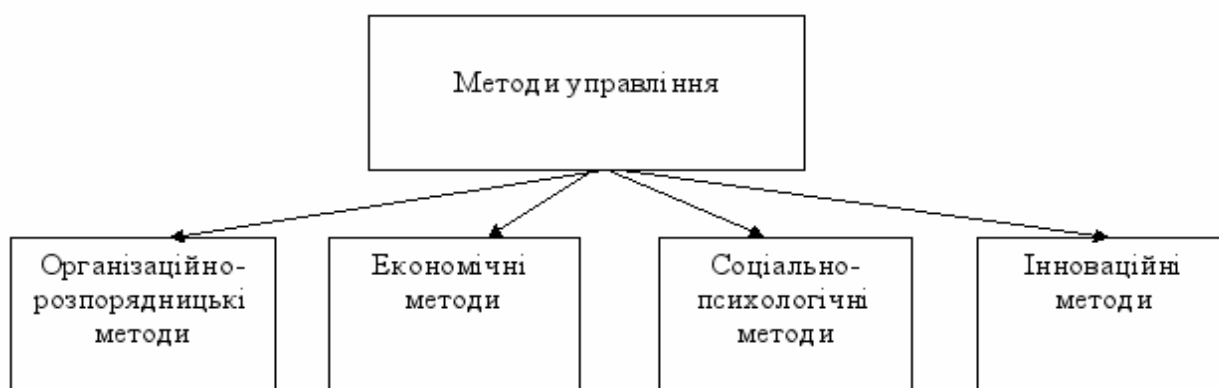 Методи управління
Організаційно-
розпорядницькі
методи
Економічні
методи
Соціально-
психологічні
методи
Інноваційні
методи